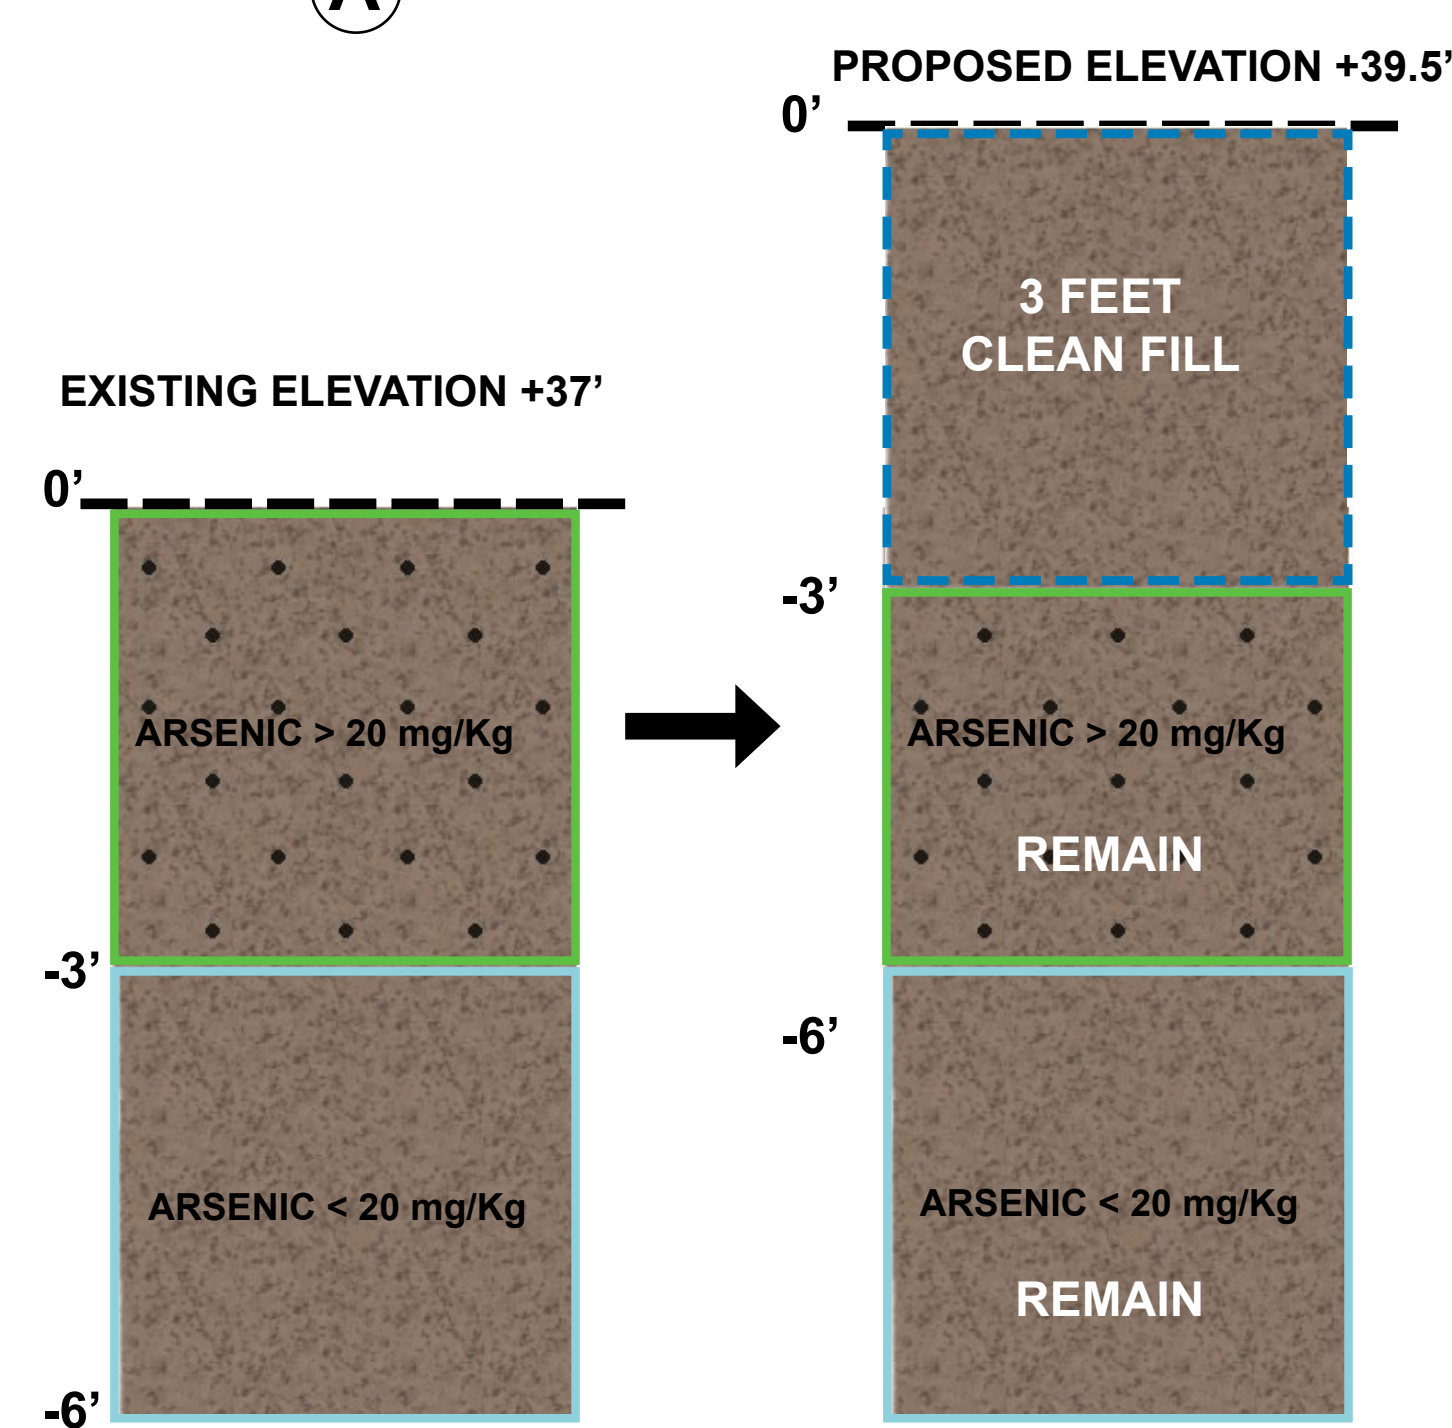 A
EXISTING ELEVATION +37’
0’
ARSENIC > 20 mg/Kg
-3’
ARSENIC < 20 mg/Kg
-6’
PROPOSED ELEVATION +39.5’
0’
3 FEET
CLEAN FILL
-3’
ARSENIC > 20 mg/Kg
REMAIN
-6’
ARSENIC < 20 mg/Kg
REMAIN